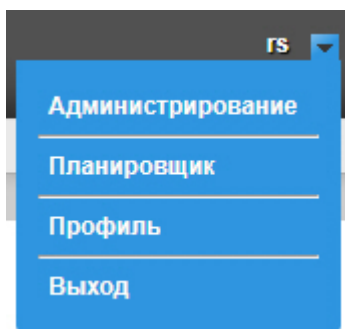 rs
Администрирование
Планировщик
Профиль
Выход